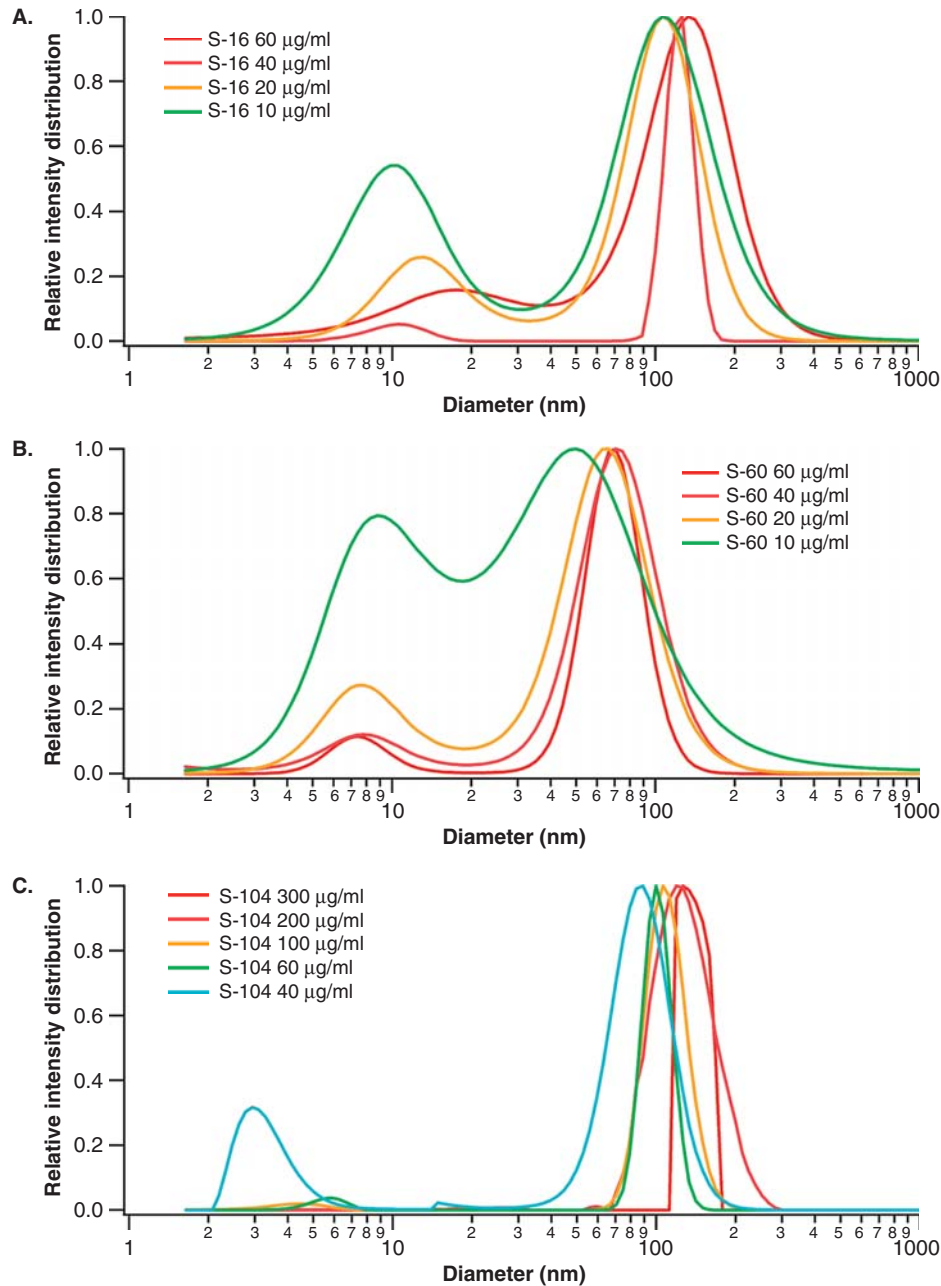 A.
Relative intensity distribution
1.0
0.8
0.6
0.4
0.2
0.0
S-16 60 μg/ml
S-16 40 μg/ml
S-16 20 μg/ml
S-16 10 μg/ml
2 3 4 5 6 7 8 9 2 3 4 5 6 7 8 9 2 3 4 5 6 7 8 9
1 10 100 1000
Diameter (nm)
B.
Relative intensity distribution
1.0
0.8
0.6
0.4
0.2
0.0
S-60 60 μg/ml
S-60 40 μg/ml
S-60 20 μg/ml
S-60 10 μg/ml
2 3 4 5 6 7 8 9 2 3 4 5 6 7 8 9 2 3 4 5 6 7 8 9
1 10 100 1000
Diameter (nm)
C.
Relative intensity distribution
1.0
0.8
0.6
0.4
0.2
0.0
S-104 300 μg/ml
S-104 200 μg/ml
S-104 100 μg/ml
S-104 60 μg/ml
S-104 40 μg/ml
2 3 4 5 6 7 8 9 2 3 4 5 6 7 8 9 2 3 4 5 6 7 8 9
1 10 100 1000
Diameter (nm)